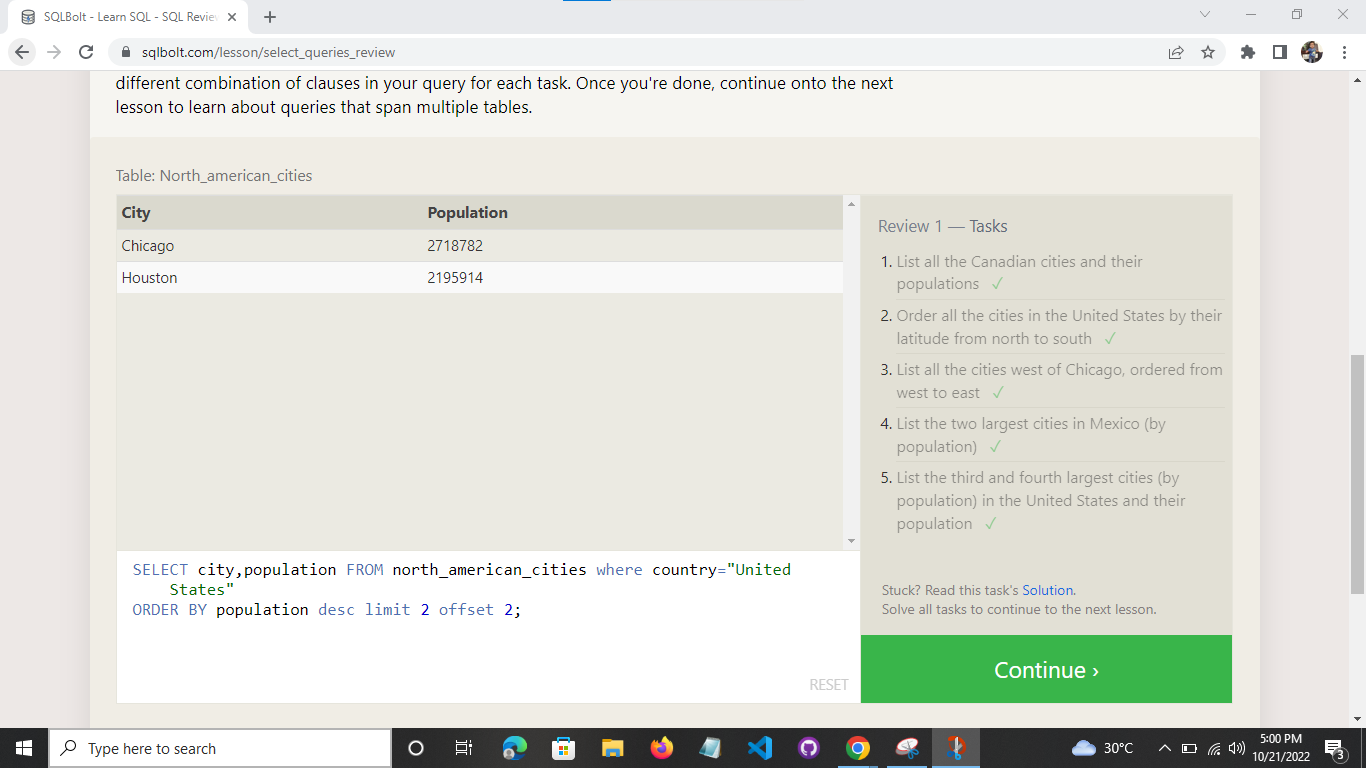 SQLBolt - Learn SQL - SQL Review
sqlbolt.com/lesson/select_queries_review
different combination of clauses in your query for each task. Once you're done, continue onto the next
lesson to learn about queries that span multiple tables.
Table: North_american_cities
City Population
Chicago 2718782
Houston 2195914
SELECT city,population FROM north_american_cities where country="United
States"
ORDER BY population desc limit 2 offset 2;
RESET
Review 1 — Tasks
1. List all the Canadian cities and their
populations ✓
2. Order all the cities in the United States by their
latitude from north to south ✓
3. List all the cities west of Chicago, ordered from
west to east ✓
4. List the two largest cities in Mexico (by
population) ✓
5. List the third and fourth largest cities (by
population) in the United States and their
population ✓
Stuck? Read this task's Solution.
Solve all tasks to continue to the next lesson.
Continue ›
Type here to search
30°C
5:00 PM
10/21/2022
3